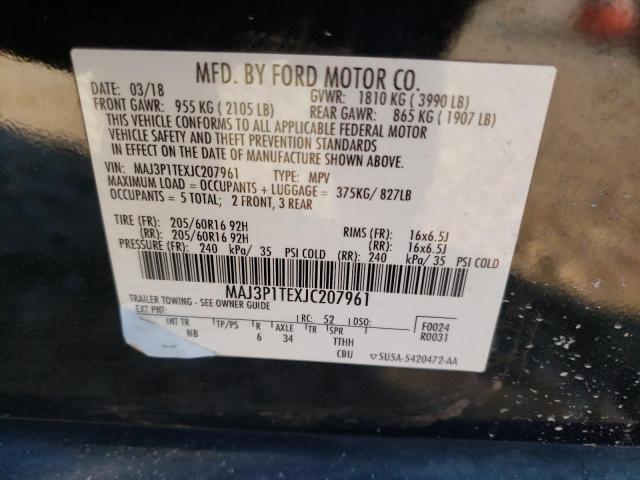 MFD. BY FORD MOTOR CO.
DATE: 03/18 GVWR: 1810 KG ( 3990 LB)
FRONT GAWR: 955 KG ( 2105 LB) REAR GAWR: 865 KG ( 1907 LB)
THIS VEHICLE CONFORMS TO ALL APPLICABLE FEDERAL MOTOR
VEHICLE SAFETY AND THEFT PREVENTION STANDARDS
IN EFFECT ON THE DATE OF MANUFACTURE SHOWN ABOVE.
VIN: MAJ3P1TEXJC207961 TYPE: MPV
MAXIMUM LOAD = OCCUPANTS + LUGGAGE = 375KG/ 827LB
OCCUPANTS = 5 TOTAL; 2 FRONT, 3 REAR
TIRE (FR): 205/60R16 92H RIMS (FR): 16x6.5J
(RR): 205/60R16 92H (RR): 16x6.5J
PRESSURE (FR): 240 kPa/ 35 PSI COLD (RR): 240 kPa/ 35 PSI COLD
MAJ3P1TEXJC207961
TRAILER TOWING - SEE OWNER GUIDE
EXT PNT: RC: 52 DSO: F0024
R0031
INT TR TP/PS R AXLE TR SPR
NB 6 34 TTHH
CBU SUSA-5420472-AA